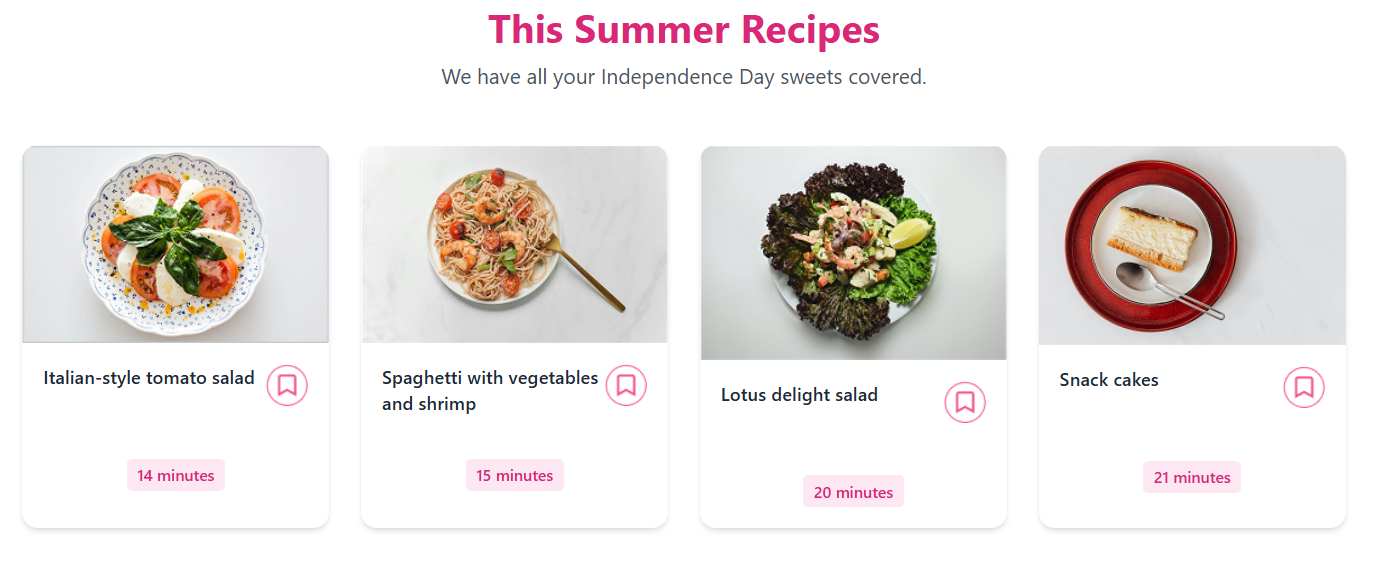 This Summer Recipes
We have all your Independence Day sweets covered.
Italian-style tomato salad
14 minutes
Spaghetti with vegetables
and shrimp
15 minutes
Lotus delight salad
20 minutes
Snack cakes
21 minutes